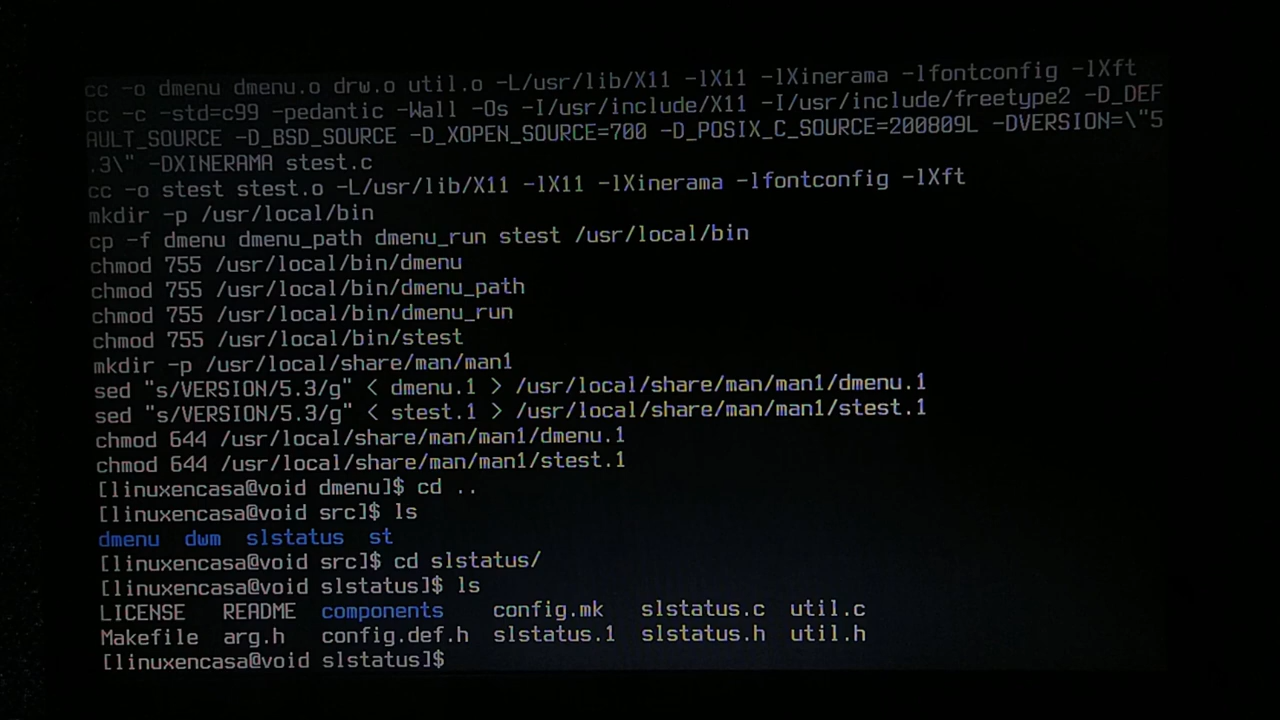 cc -o dmenu dmenu.o drw.o util.o -L/usr/lib/X11 -lX11 -lXinerama -lfontconfig -lXft
cc -c -std=c99 -pedantic -Wall -Os -I/usr/include/X11 -I/usr/include/freetype2 -D_DEF
AULT_SOURCE -D_BSD_SOURCE -D_XOPEN_SOURCE=700 -D_POSIX_C_SOURCE=200809L -DVERSION=\"5
.3\" -DXINERAMA stest.c
cc -o stest stest.o -L/usr/lib/X11 -lX11 -lXinerama -lfontconfig -lXft
mkdir -p /usr/local/bin
cp -f dmenu dmenu_path dmenu_run stest /usr/local/bin
chmod 755 /usr/local/bin/dmenu
chmod 755 /usr/local/bin/dmenu_path
chmod 755 /usr/local/bin/dmenu_run
chmod 755 /usr/local/bin/stest
mkdir -p /usr/local/share/man/man1
sed "s/VERSION/5.3/g" < dmenu.1 > /usr/local/share/man/man1/dmenu.1
sed "s/VERSION/5.3/g" < stest.1 > /usr/local/share/man/man1/stest.1
chmod 644 /usr/local/share/man/man1/dmenu.1
chmod 644 /usr/local/share/man/man1/stest.1
[linuxencasa@void dmenu]$ cd ..
[linuxencasa@void src]$ ls
dmenu dwm slstatus st
[linuxencasa@void src]$ cd slstatus/
[linuxencasa@void slstatus]$ ls
LICENSE README components config.mk slstatus.c util.c
Makefile arg.h config.def.h slstatus.1 slstatus.h util.h
[linuxencasa@void slstatus]$